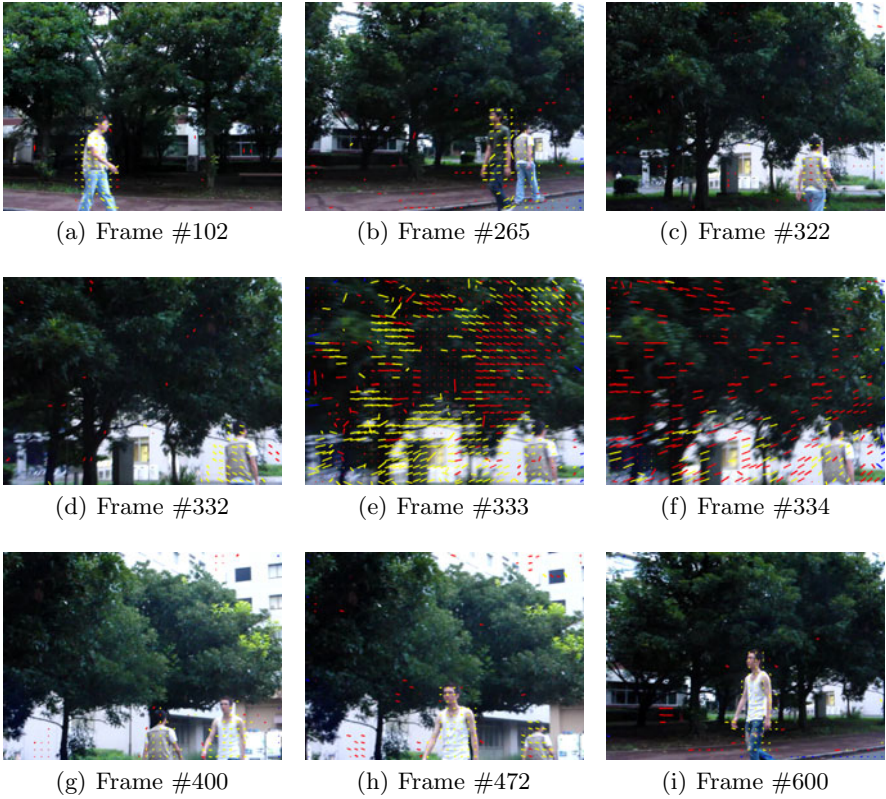 (a) Frame #102
(b) Frame #265
(c) Frame #322
(d) Frame #332
(e) Frame #333
(f) Frame #334
(g) Frame #400
(h) Frame #472
(i) Frame #600